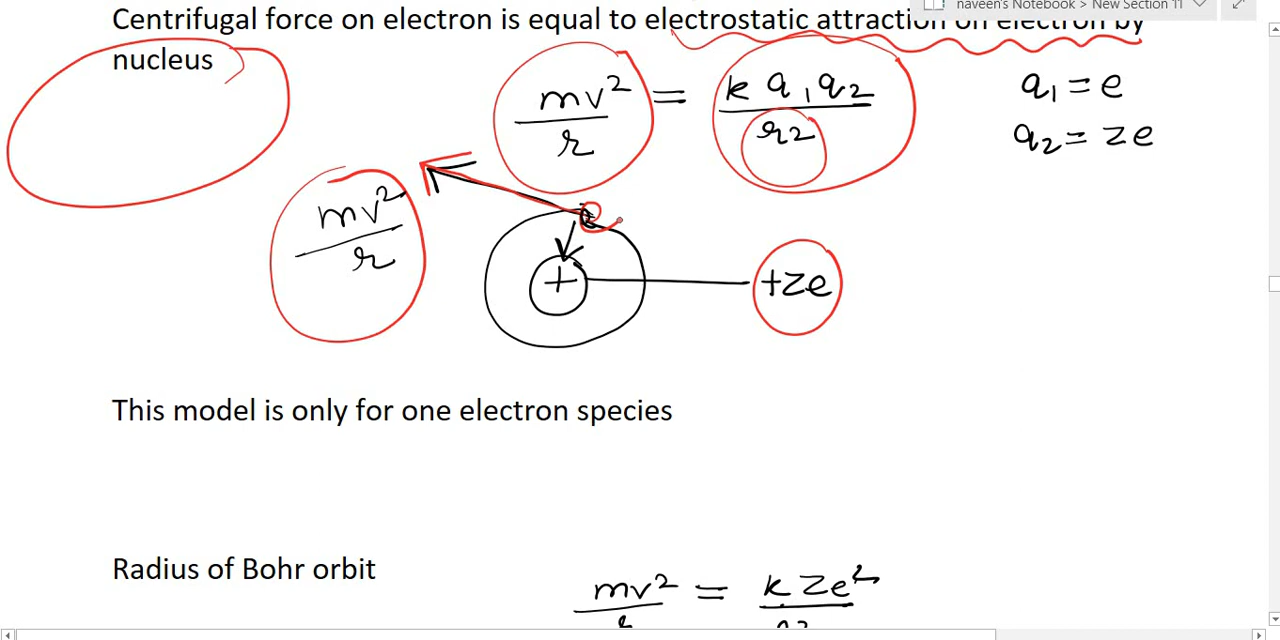 naveen's Notebook > New Section 11
Centrifugal force on electron is equal to electrostatic attraction on electron by
nucleus
mv²/r = k q₁q₂/r2
q₁ = e
q₂ = ze
mv²/r
e
+
+ze
This model is only for one electron species
Radius of Bohr orbit
mv²/r = kze²